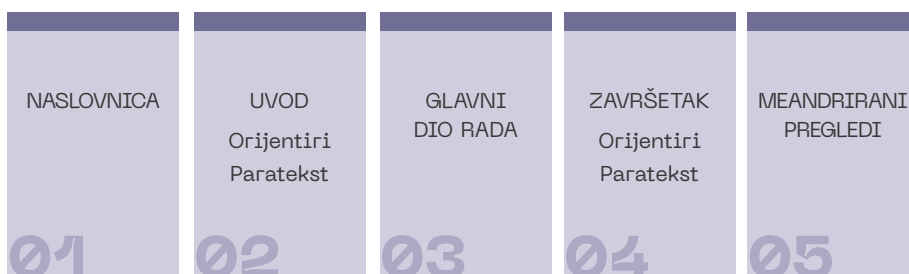 NASLOVNICA
01
UVOD
Orijentiri
Paratekst
02
GLAVNI
DIO RADA
03
ZAVRŠETAK
Orijentiri
Paratekst
04
MEANDRIRANI
PREGLEDI
05